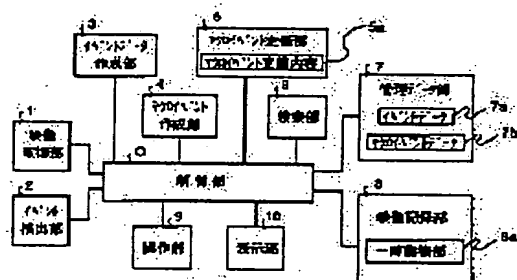 3
イベントデータ
作成部
5
マクロイベント定義部
マクロイベント定義内容
5a
4
マクロイベント
作成部
8
検索部
7
管理データ部
イベントデータ
7a
マクロイベントデータ
7b
1
映像
取得部
0
制御部
2
イベント
検出部
9
操作部
10
表示部
映像記録部
一時蓄積部
6a